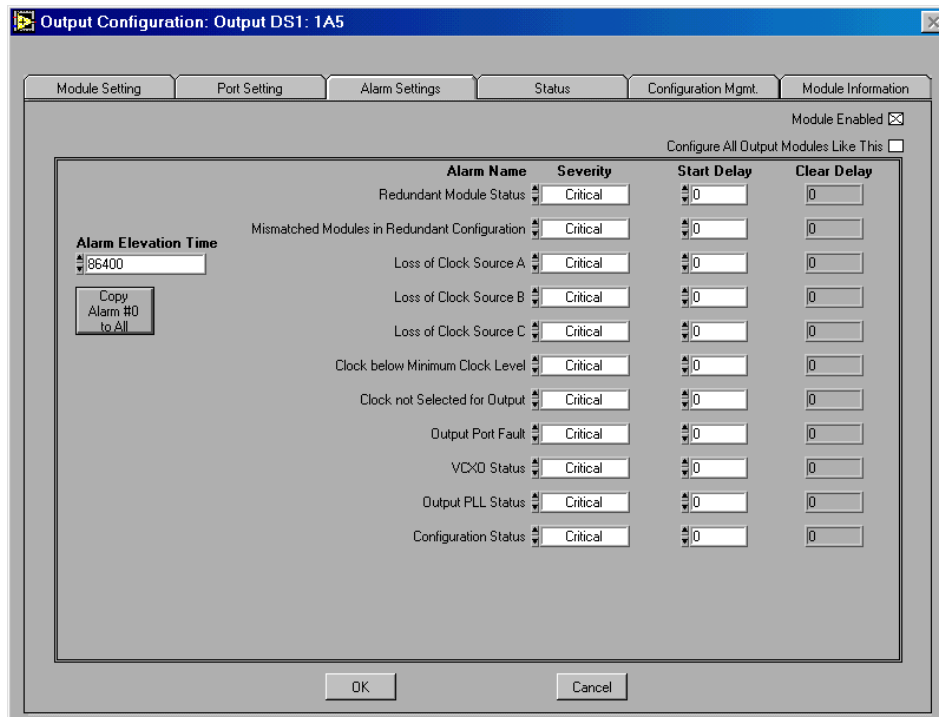 Output Configuration: Output DS1: 1A5
Module Setting Port Setting Alarm Settings Status Configuration Mgmt. Module Information
Module Enabled
Configure All Output Modules Like This
Alarm Name Severity Start Delay Clear Delay
Redundant Module Status Critical 0 0
Mismatched Modules in Redundant Configuration Critical 0 0
Alarm Elevation Time
86400
Loss of Clock Source A Critical 0 0
Copy
Alarm #0
to All
Loss of Clock Source B Critical 0 0
Loss of Clock Source C Critical 0 0
Clock below Minimum Clock Level Critical 0 0
Clock not Selected for Output Critical 0 0
Output Port Fault Critical 0 0
VCXO Status Critical 0 0
Output PLL Status Critical 0 0
Configuration Status Critical 0 0
OK Cancel